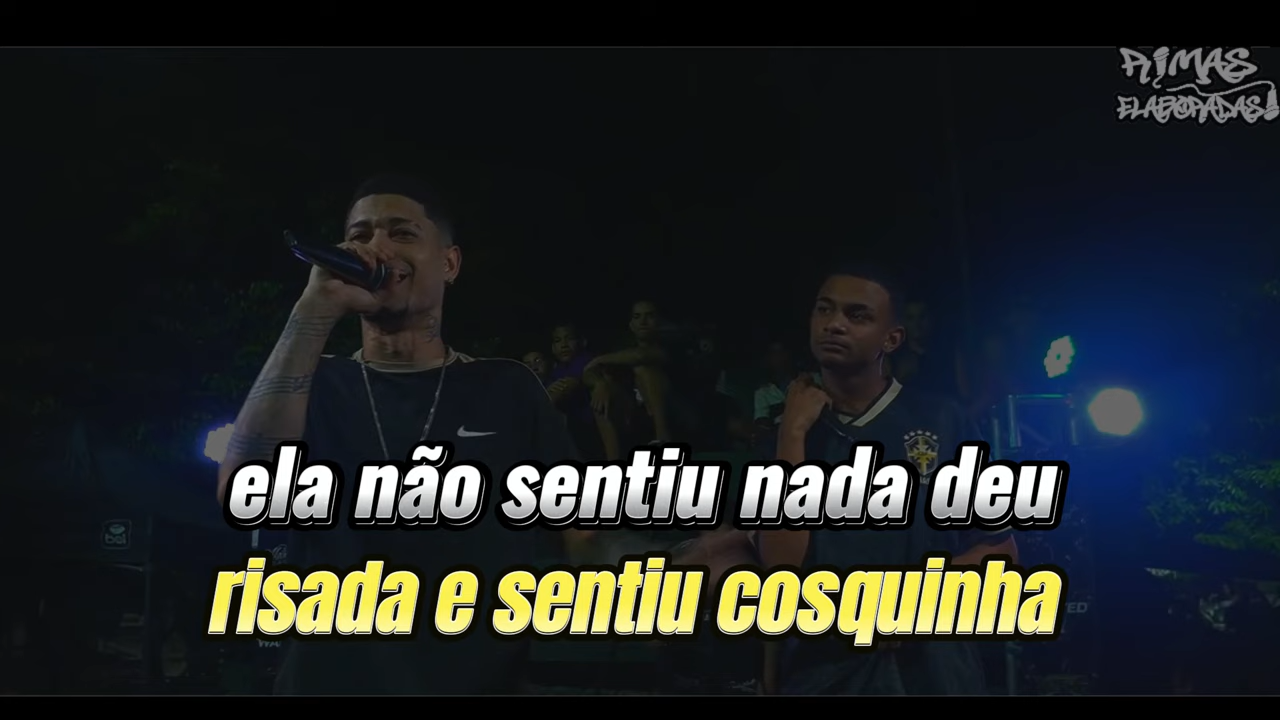 RIMAS
ELABORADAS!
ela não sentiu nada deu
risada e sentiu cosquinha